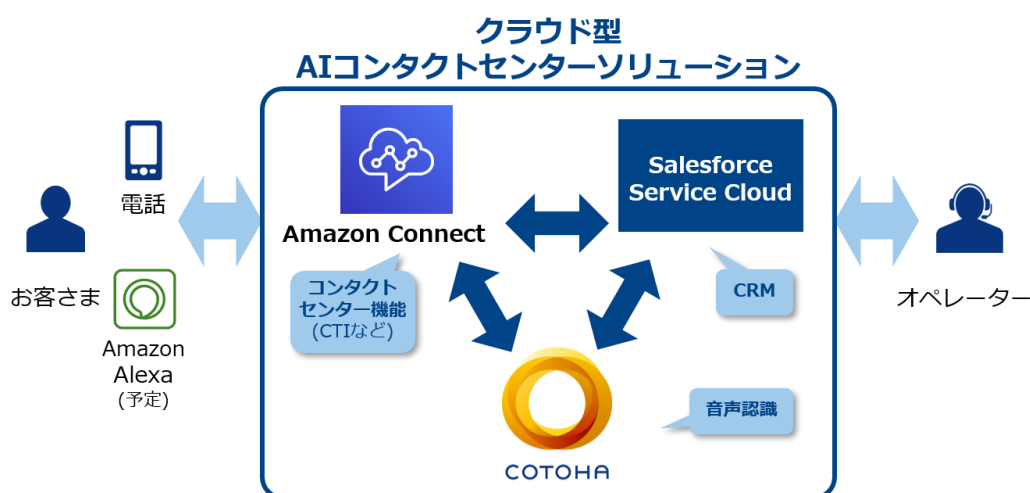 クラウド型
AIコンタクトセンターソリューション
電話
お客さま
Amazon
Alexa
(予定)
Amazon Connect
コンタクト
センター機能
(CTIなど)
Salesforce
Service Cloud
CRM
COTOHA
音声認識
オペレーター